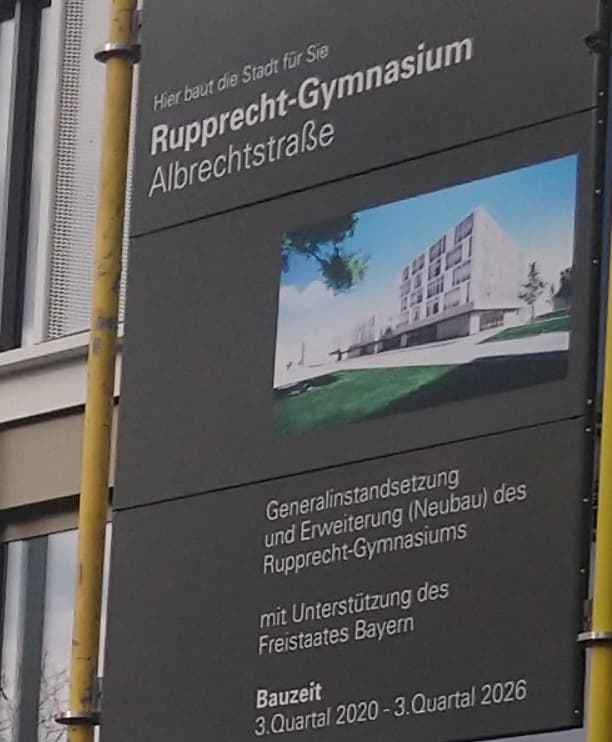 Hier baut die Stadt für Sie
Rupprecht-Gymnasium
Albrechtstraße
Generalinstandsetzung
und Erweiterung (Neubau) des
Rupprecht-Gymnasiums
mit Unterstützung des
Freistaates Bayern
Bauzeit
3.Quartal 2020 - 3.Quartal 2026